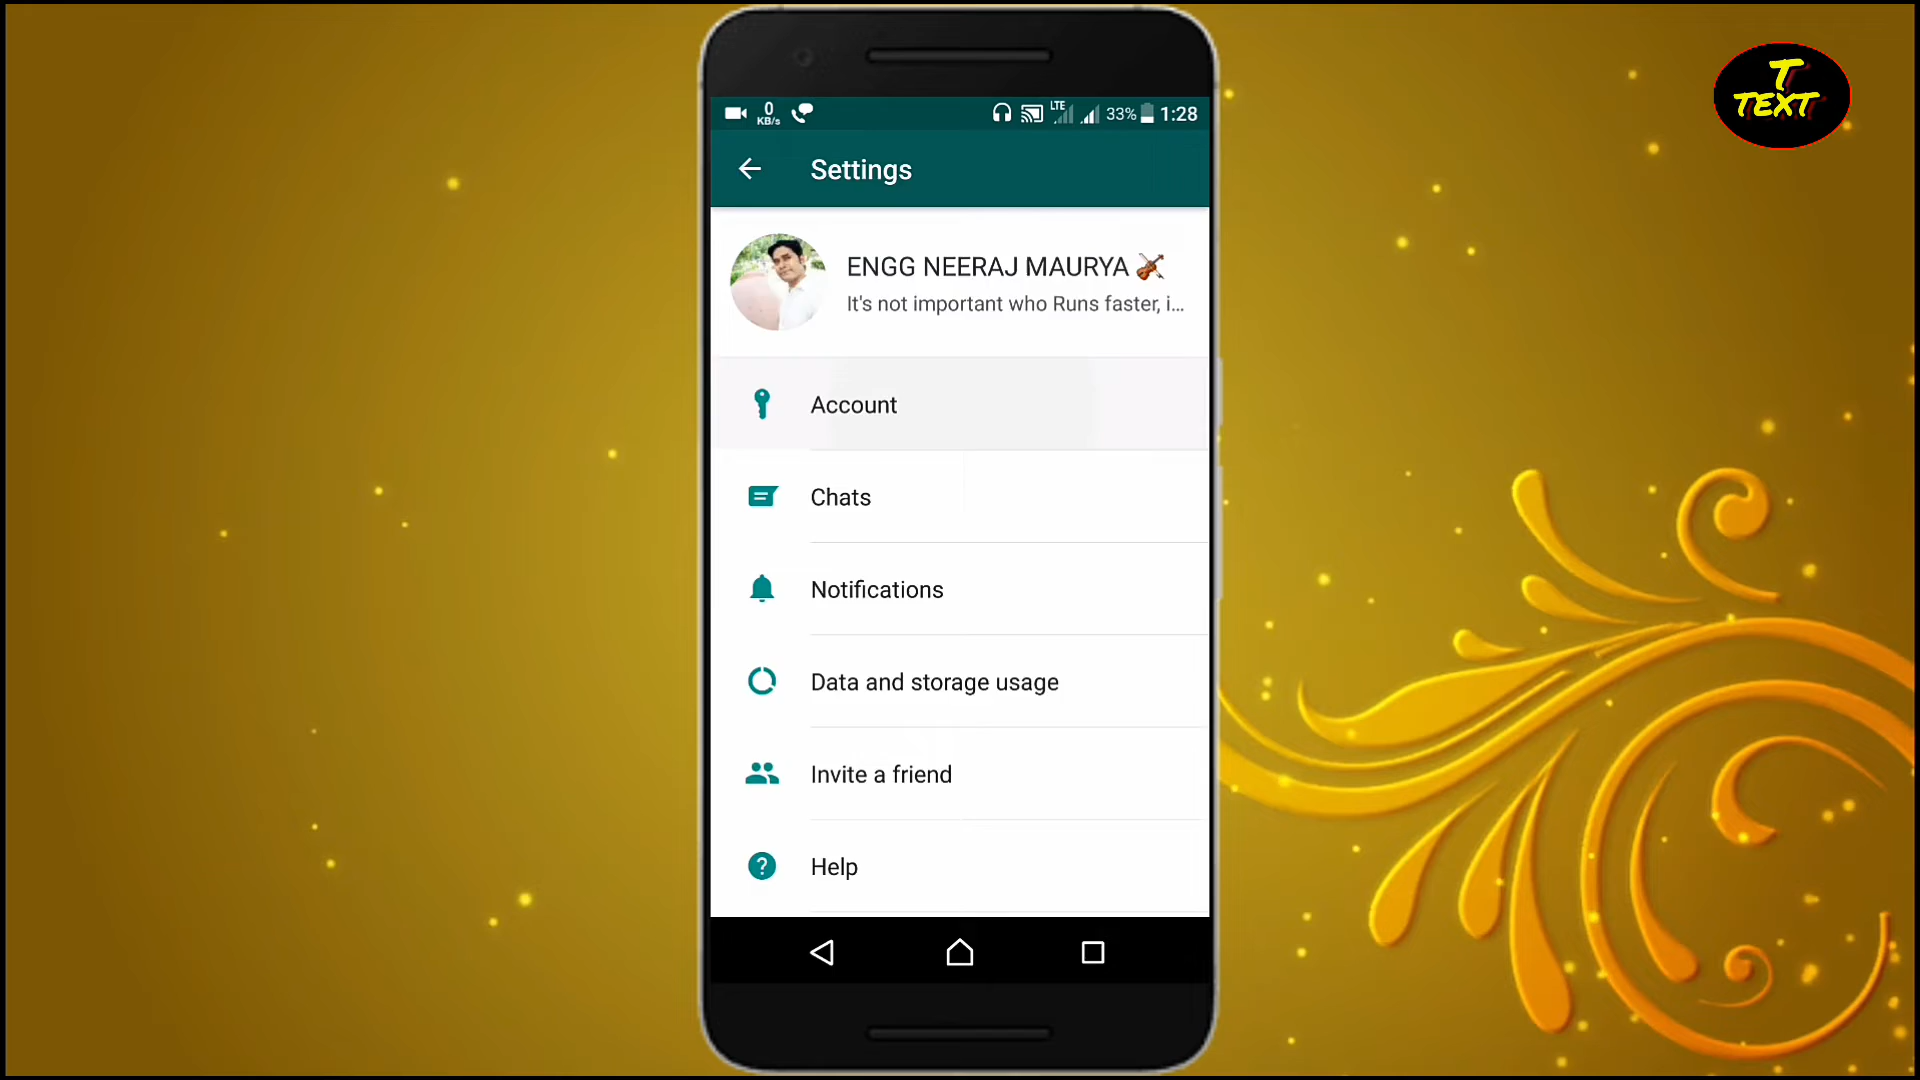 0
KB/s
LTE
33%
1:28
T
TEXT
Settings
ENGG NEERAJ MAURYA 🎻
It's not important who Runs faster, i...
Account
Chats
Notifications
Data and storage usage
Invite a friend
Help